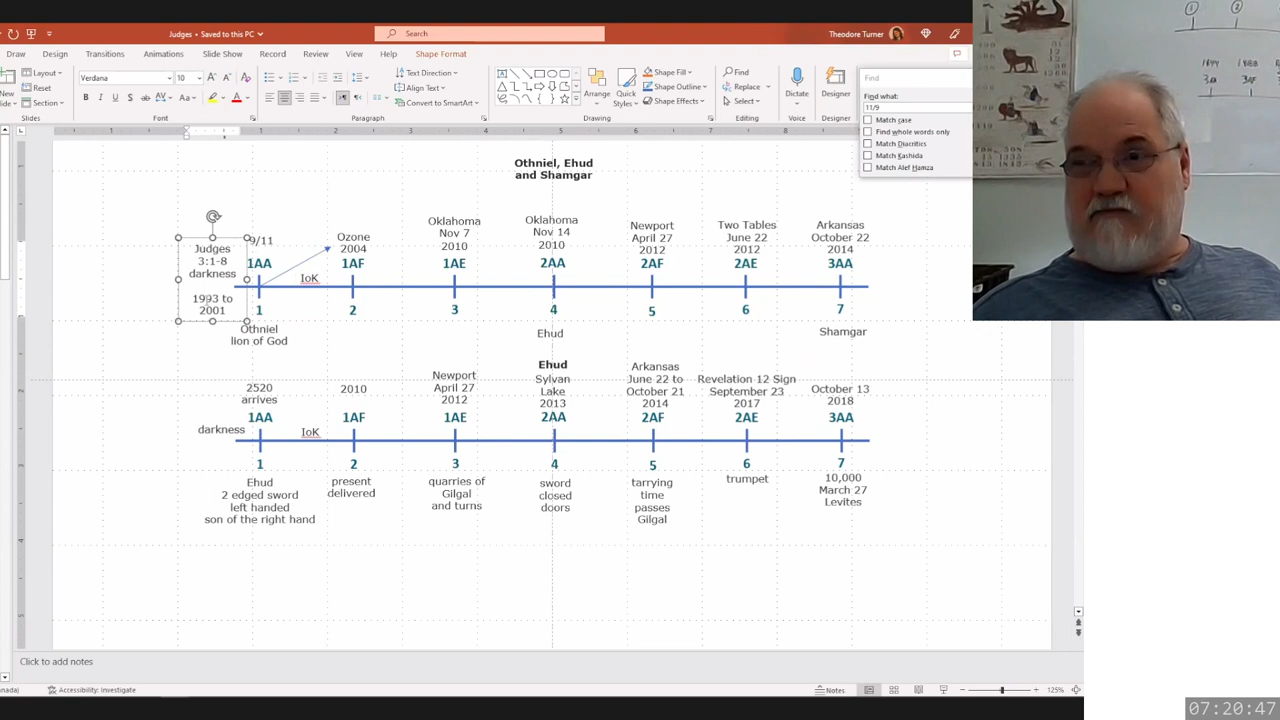 Judges • Saved to this PC
Search
Theodore Turner
Draw
Design
Transitions
Animations
Slide Show
Record
Review
View
Help
Shape Format
Layout
Reset
Section
Slides
Verdana
10
Font
Text Direction
Align Text
Convert to SmartArt
Paragraph
Arrange
Quick
Styles
Shape Fill
Shape Outline
Shape Effects
Drawing
Find
Replace
Select
Editing
Dictate
Voice
Designer
Designer
Find
Find what:
11/9
Match case
Find whole words only
Match Diacritics
Match Kashida
Match Alef Hamza
Othniel, Ehud
and Shamgar
Judges
3:1-8
darkness
1993 to
2001
9/11
1AA
1
Othniel
lion of God
IoK
Ozone
2004
1AF
2
Oklahoma
Nov 7
2010
1AE
3
Oklahoma
Nov 14
2010
2AA
4
Ehud
Newport
April 27
2012
2AF
5
Two Tables
June 22
2012
2AE
6
Arkansas
October 22
2014
3AA
7
Shamgar
Ehud
darkness
2520
arrives
1AA
1
Ehud
2 edged sword
left handed
son of the right hand
IoK
2010
1AF
2
present
delivered
Newport
April 27
2012
1AE
3
quarries of
Gilgal
and turns
Sylvan
Lake
2013
2AA
4
sword
closed
doors
Arkansas
June 22 to
October 21
2014
2AF
5
tarrying
time
passes
Gilgal
Revelation 12 Sign
September 23
2017
2AE
6
trumpet
October 13
2018
3AA
7
10,000
March 27
Levites
Click to add notes
Accessibility: Investigate
Notes
125%
07:20:47